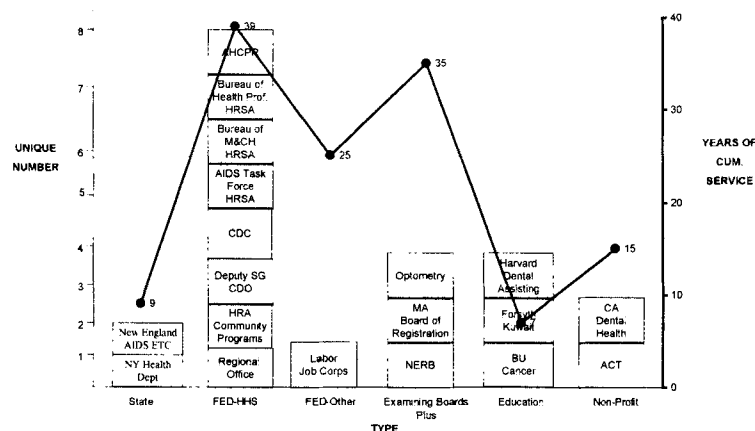 8
7
6
5
4
3
2
1
UNIQUE
NUMBER
40
30
20
10
0
YEARS OF
CUM.
SERVICE
9
39
25
35
7
15
New England
AIDS ETC
NY Health
Dept
AHCPR
Bureau of
Health Prof.
HRSA
Bureau of
M&CH
HRSA
AIDS Task
Force
HRSA
CDC
Deputy SG
CDO
HRA
Community
Programs
Regional
Office
Labor
Job Corps
Optometry
MA
Board of
Registration
NERB
Harvard
Dental
Assisting
Forsyth
Kuwait
BU
Cancer
CA
Dental
Health
ACT
State
FED-HHS
FED-Other
Examining Boards
Plus
Education
Non-Profit
TYPE